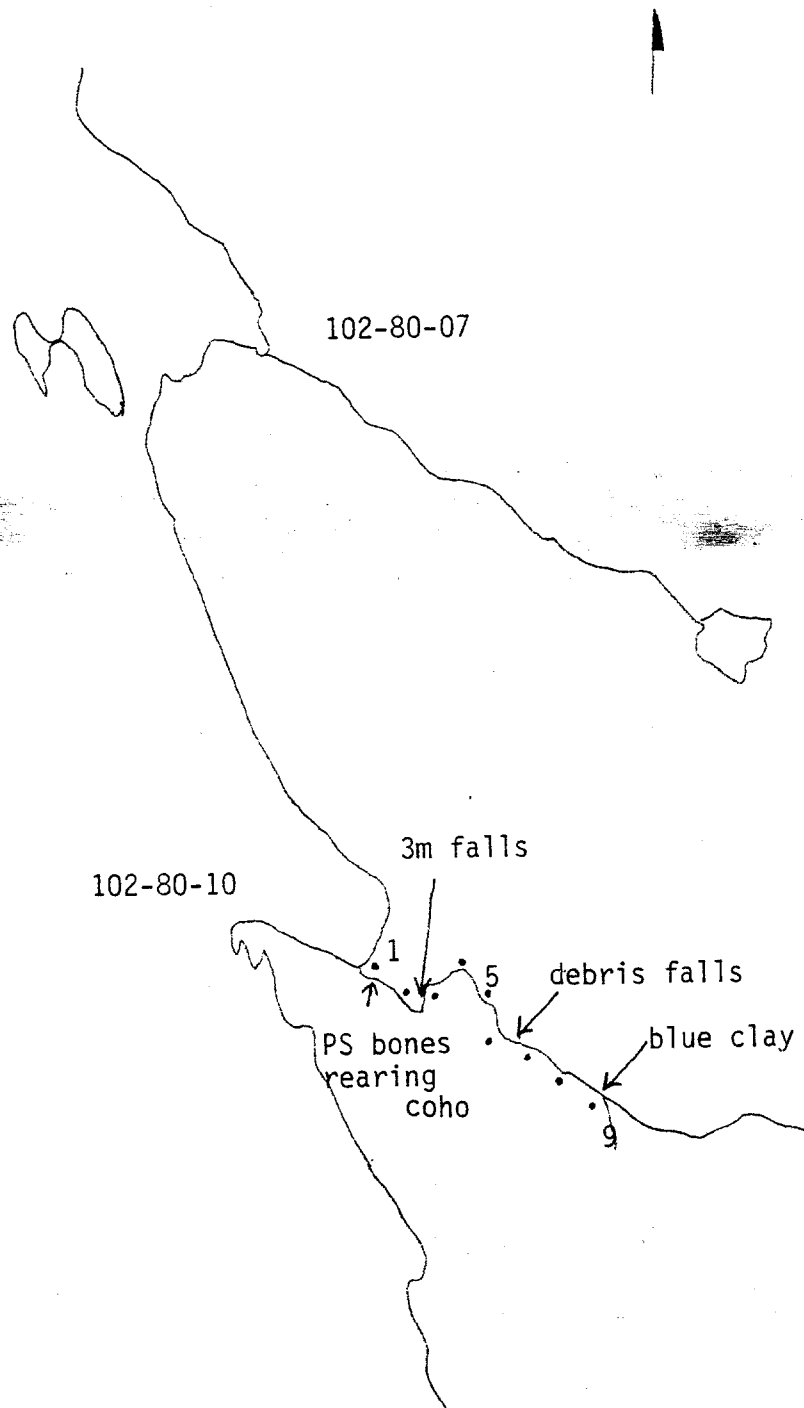 102-80-07
3m falls
102-80-10
1
5
debris falls
PS bones
rearing
coho
blue clay
9